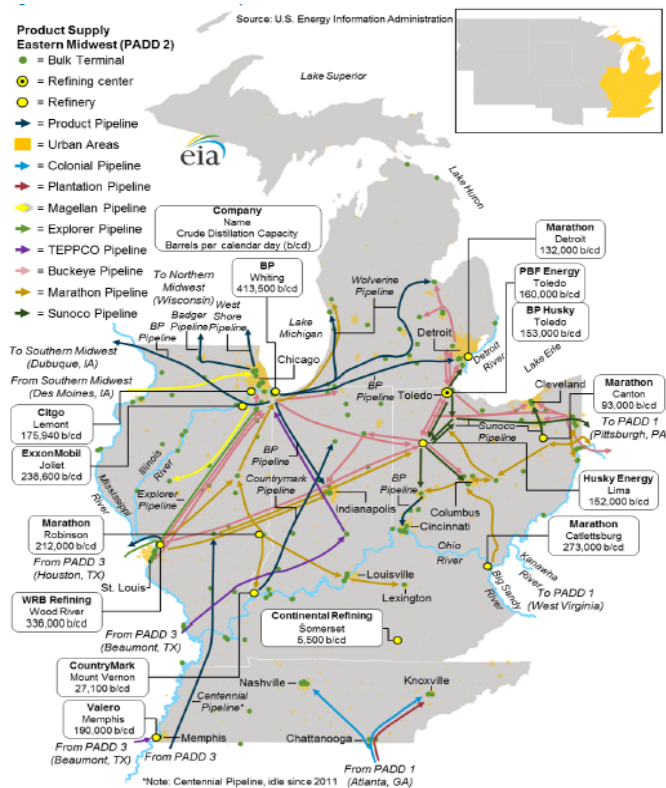 Source: U.S. Energy Information Administration
Product Supply
Eastern Midwest (PADD 2)
= Bulk Terminal
= Refining center
= Refinery
= Product Pipeline
= Urban Areas
= Colonial Pipeline
= Plantation Pipeline
= Magellan Pipeline
= Explorer Pipeline
= TEPPCO Pipeline
= Buckeye Pipeline
= Marathon Pipeline
= Sunoco Pipeline
eia
Lake Superior
Lake Huron
Company
Name
Crude Distillation Capacity
Barrels per calendar day (b/cd)
Marathon
Detroit
132,000 b/cd
BP
Whiting
413,500 b/cd
PBF Energy
Toledo
160,000 b/cd
BP Husky
Toledo
153,000 b/cd
To Northern
Midwest
(Wisconsin)
West
Shore
Pipeline
Badger
Pipeline
BP
Pipeline
Wolverine
Pipeline
Lake
Michigan
Detroit
Detroit
River
Lake Erie
Chicago
To Southern Midwest
(Dubuque, IA)
From Southern Midwest
(Des Moines, IA)
BP
Pipeline
Toledo
Cleveland
Marathon
Canton
93,000 b/cd
Citgo
Lemont
175,940 b/cd
ExxonMobil
Joliet
238,600 b/cd
Sunoco
Pipeline
To PADD 1
(Pittsburgh, PA
Illinois
River
Mississippi
River
BP
Pipeline
Countrymark
Pipeline
BP
Pipeline
Explorer
Pipeline
Husky Energy
Lima
152,000 b/cd
Indianapolis
Columbus
Cincinnati
Marathon
Robinson
212,000 b/cd
Marathon
Catlettsburg
273,000 b/cd
Ohio
River
From PADD 3
(Houston, TX)
St. Louis
Louisville
Lexington
Kanawha
River
Big Sandy
River
To PADD 1
(West Virginia)
WRB Refining
Wood River
336,000 b/cd
Continental Refining
Somerset
5,500 b/cd
From PADD 3
(Beaumont, TX)
CountryMark
Mount Vernon
27,100 b/cd
Centennial
Pipeline*
Nashville
Knoxville
Valero
Memphis
190,000 b/cd
Memphis
Chattanooga
From PADD 3
(Beaumont, TX)
From PADD 3
From PADD 1
(Atlanta, GA)
*Note: Centennial Pipeline, idle since 2011